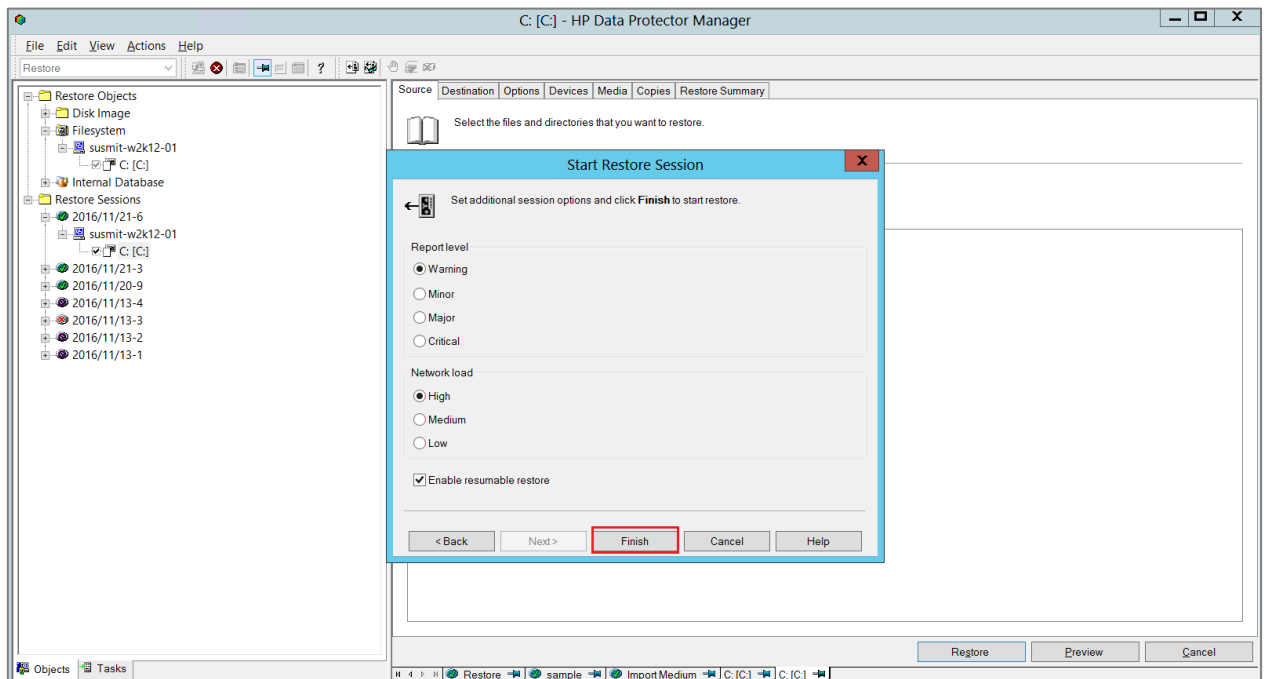 C: [C:] - HP Data Protector Manager
X
File Edit View Actions Help
Restore
?
Restore Objects
Disk Image
Filesystem
susmit-w2k12-01
C: [C:]
Internal Database
Restore Sessions
2016/11/21-6
susmit-w2k12-01
C: [C:]
2016/11/21-3
2016/11/20-9
2016/11/13-4
2016/11/13-3
2016/11/13-2
2016/11/13-1
Objects Tasks
Source Destination Options Devices Media Copies Restore Summary
Select the files and directories that you want to restore.
Start Restore Session
X
Set additional session options and click Finish to start restore.
Report level
Warning
Minor
Major
Critical
Network load
High
Medium
Low
Enable resumable restore
< Back Next > Finish Cancel Help
Restore Preview Cancel
Restore sample Import Medium C: [C:] C: [C:]